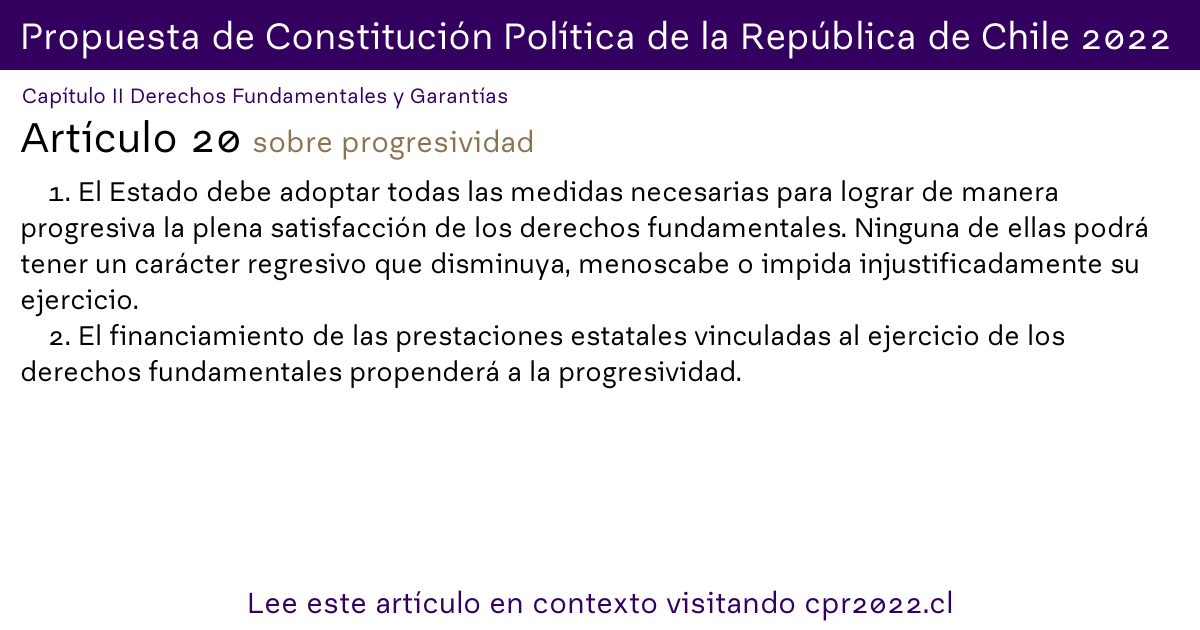 Propuesta de Constitución Política de la República de Chile 2022
Capítulo II Derechos Fundamentales y Garantías
Artículo 20 sobre progresividad
1. El Estado debe adoptar todas las medidas necesarias para lograr de manera
progresiva la plena satisfacción de los derechos fundamentales. Ninguna de ellas podrá
tener un carácter regresivo que disminuya, menoscabe o impida injustificadamente su
ejercicio.
2. El financiamiento de las prestaciones estatales vinculadas al ejercicio de los
derechos fundamentales propenderá a la progresividad.
Lee este artículo en contexto visitando cpr2022.cl